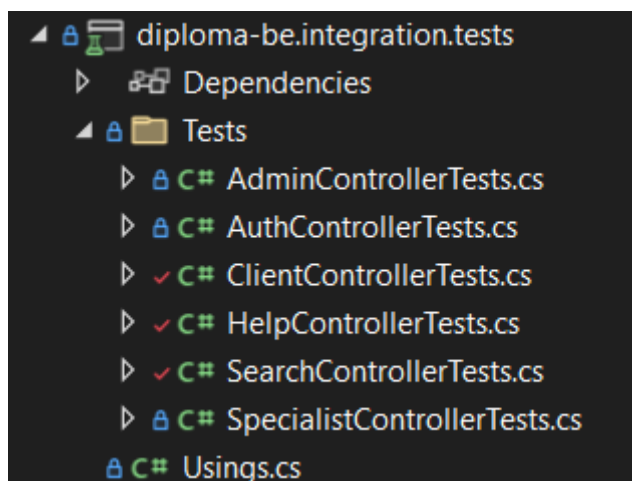 diploma-be.integration.tests
Dependencies
Tests
C# AdminControllerTests.cs
C# AuthControllerTests.cs
C# ClientControllerTests.cs
C# HelpControllerTests.cs
C# SearchControllerTests.cs
C# SpecialistControllerTests.cs
C# Usings.cs